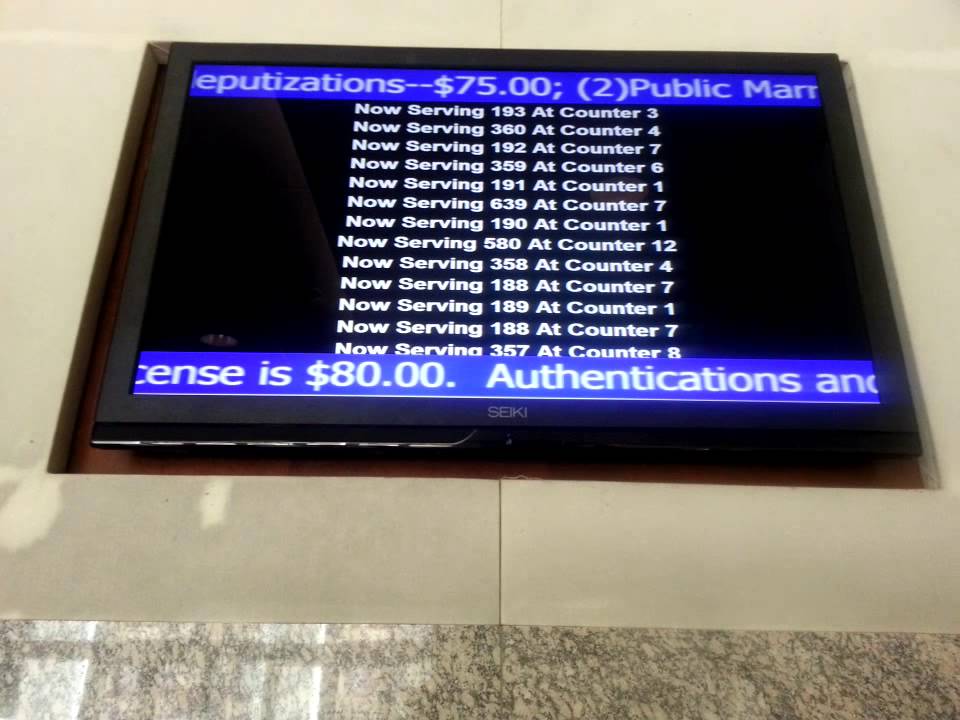 eputizations--$75.00; (2)Public Marr
Now Serving 193 At Counter 3
Now Serving 360 At Counter 4
Now Serving 192 At Counter 7
Now Serving 359 At Counter 6
Now Serving 191 At Counter 1
Now Serving 639 At Counter 7
Now Serving 190 At Counter 1
Now Serving 580 At Counter 12
Now Serving 358 At Counter 4
Now Serving 188 At Counter 7
Now Serving 189 At Counter 1
Now Serving 188 At Counter 7
Now Serving 357 At Counter 8
cense is $80.00. Authentications and
SEIKI